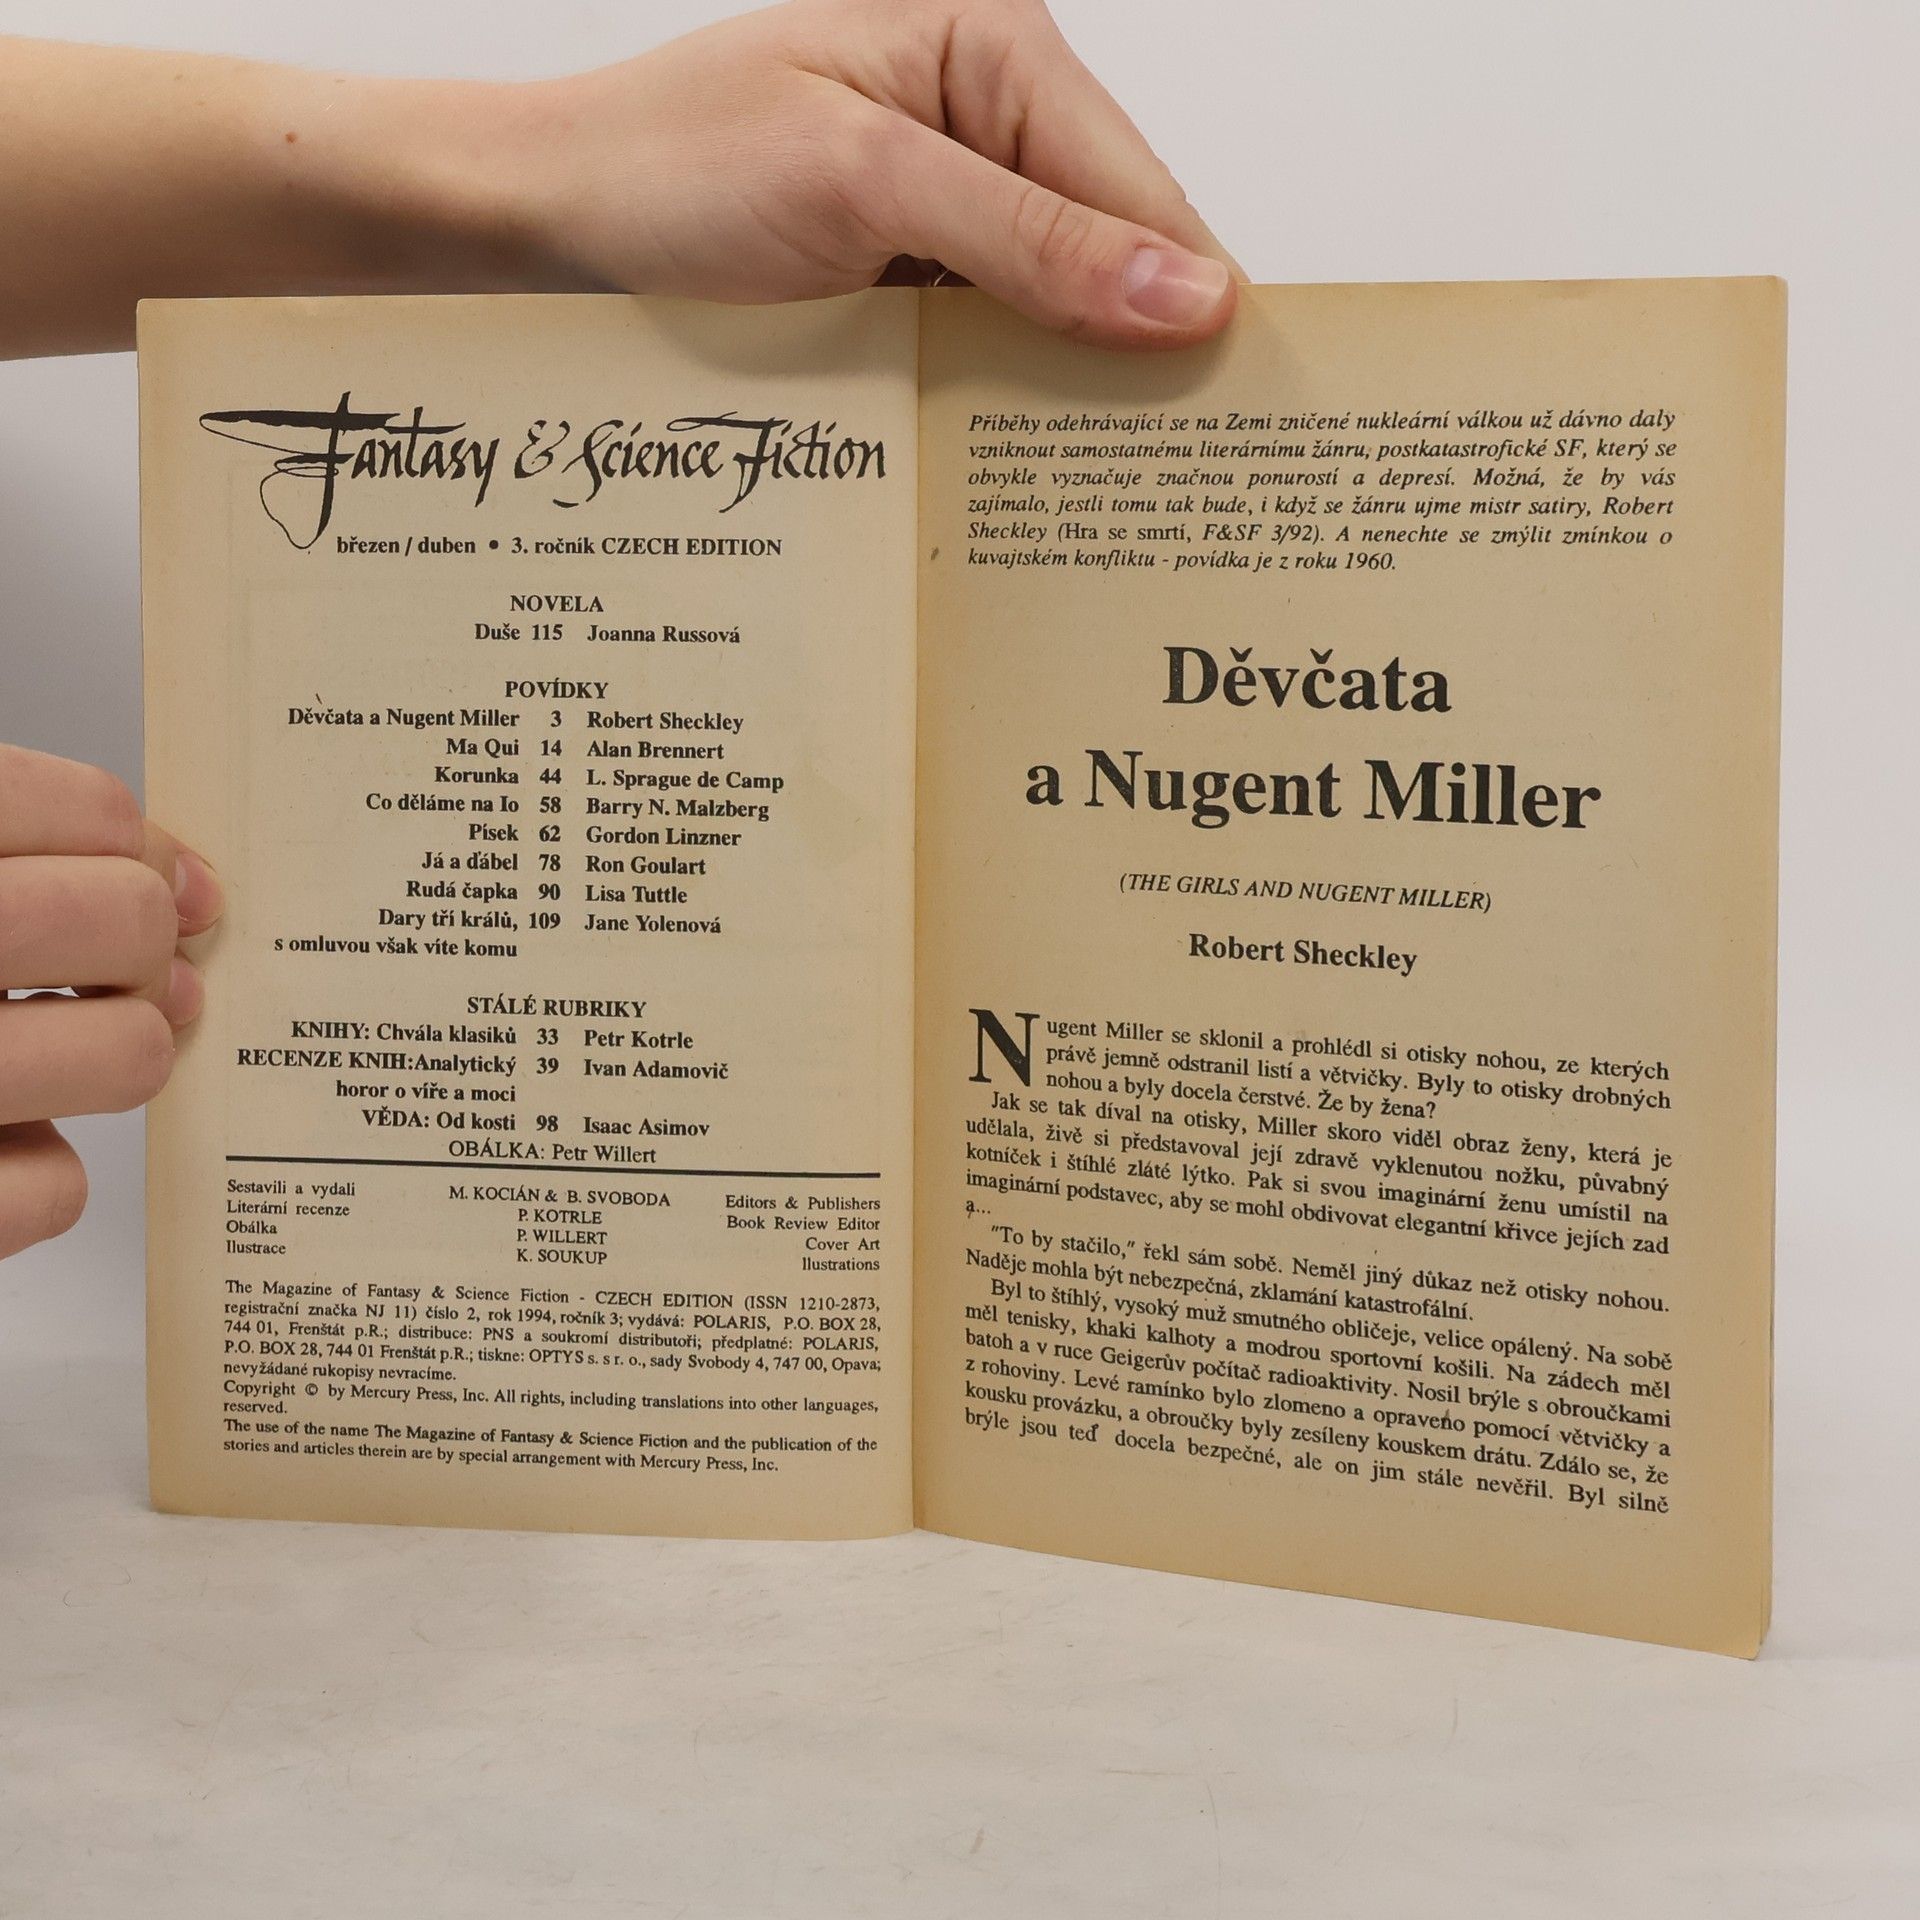 Fantasy & Science Fiction
březen / duben • 3. ročník CZECH EDITION
NOVELA
Duše 115 Joanna Russová
POVÍDKY
Děvčata a Nugent Miller 3 Robert Sheckley
Ma Qui 14 Alan Brennert
Korunka 44 L. Sprague de Camp
Co děláme na Io 58 Barry N. Malzberg
Písek 62 Gordon Linzner
Já a ďábel 78 Ron Goulart
Rudá čapka 90 Lisa Tuttle
Dary tří králů, 109 Jane Yolenová
s omluvou však víte komu
STÁLÉ RUBRIKY
KNIHY: Chvála klasiků 33 Petr Kotrle
RECENZE KNIH:Analytický 39 Ivan Adamovič
horor o víře a moci
VĚDA: Od kosti 98 Isaac Asimov
OBÁLKA: Petr Willert
Sestavili a vydali M. KOCIÁN & B. SVOBODA Editors & Publishers
Literární recenze P. KOTRLE Book Review Editor
Obálka P. WILLERT Cover Art
Ilustrace K. SOUKUP Ilustrations
The Magazine of Fantasy & Science Fiction - CZECH EDITION (ISSN 1210-2873,
registrační značka NJ 11) číslo 2, rok 1994, ročník 3; vydává: POLARIS, P.O. BOX 28,
744 01, Frenštát p.R.; distribuce: PNS a soukromí distributoři; předplatné: POLARIS,
P.O. BOX 28, 744 01 Frenštát p.R.; tiskne: OPTYS s. s r. o., sady Svobody 4, 747 00, Opava;
nevyžádané rukopisy nevracíme.
Copyright © by Mercury Press, Inc. All rights, including translations into other languages,
reserved.
The use of the name The Magazine of Fantasy & Science Fiction and the publication of the
stories and articles therein are by special arrangement with Mercury Press, Inc.
Příběhy odehrávající se na Zemi zničené nukleární válkou už dávno daly
vzniknout samostatnému literárnímu žánru, postkatastrofické SF, který se
obvykle vyznačuje značnou ponurostí a depresí. Možná, že by vás
zajímalo, jestli tomu tak bude, i když se žánru ujme mistr satiry, Robert
Sheckley (Hra se smrtí, F&SF 3/92). A nenechte se zmýlit zmínkou o
kuvajtském konfliktu - povídka je z roku 1960.
Děvčata
a Nugent Miller
(THE GIRLS AND NUGENT MILLER)
Robert Sheckley
Nugent Miller se sklonil a prohlédl si otisky nohou, ze kterých
právě jemně odstranil listí a větvičky. Byly to otisky drobných
nohou a byly docela čerstvé. Že by žena?
Jak se tak díval na otisky, Miller skoro viděl obraz ženy, která je
udělala, živě si představoval její zdravě vyklenutou nožku, půvabný
kotníček i štíhlé zlaté lýtko. Pak si svou imaginární ženu umístil na
imaginární podstavec, aby se mohl obdivovat elegantní křivce jejích zad
a...
"To by stačilo," řekl sám sobě. Neměl jiný důkaz než otisky nohou.
Naděje mohla být nebezpečná, zklamání katastrofální.
Byl to štíhlý, vysoký muž smutného obličeje, velice opálený. Na sobě
měl tenisky, khaki kalhoty a modrou sportovní košili. Na zádech měl
batoh a v ruce Geigerův počítač radioaktivity. Nosil brýle s obroučkami
z rohoviny. Levé ramínko bylo zlomeno a opraveno pomocí větvičky a
kousku provázku, a obroučky byly zesíleny kouskem drátu. Zdálo se, že
brýle jsou teď docela bezpečné, ale on jim stále nevěřil. Byl silně